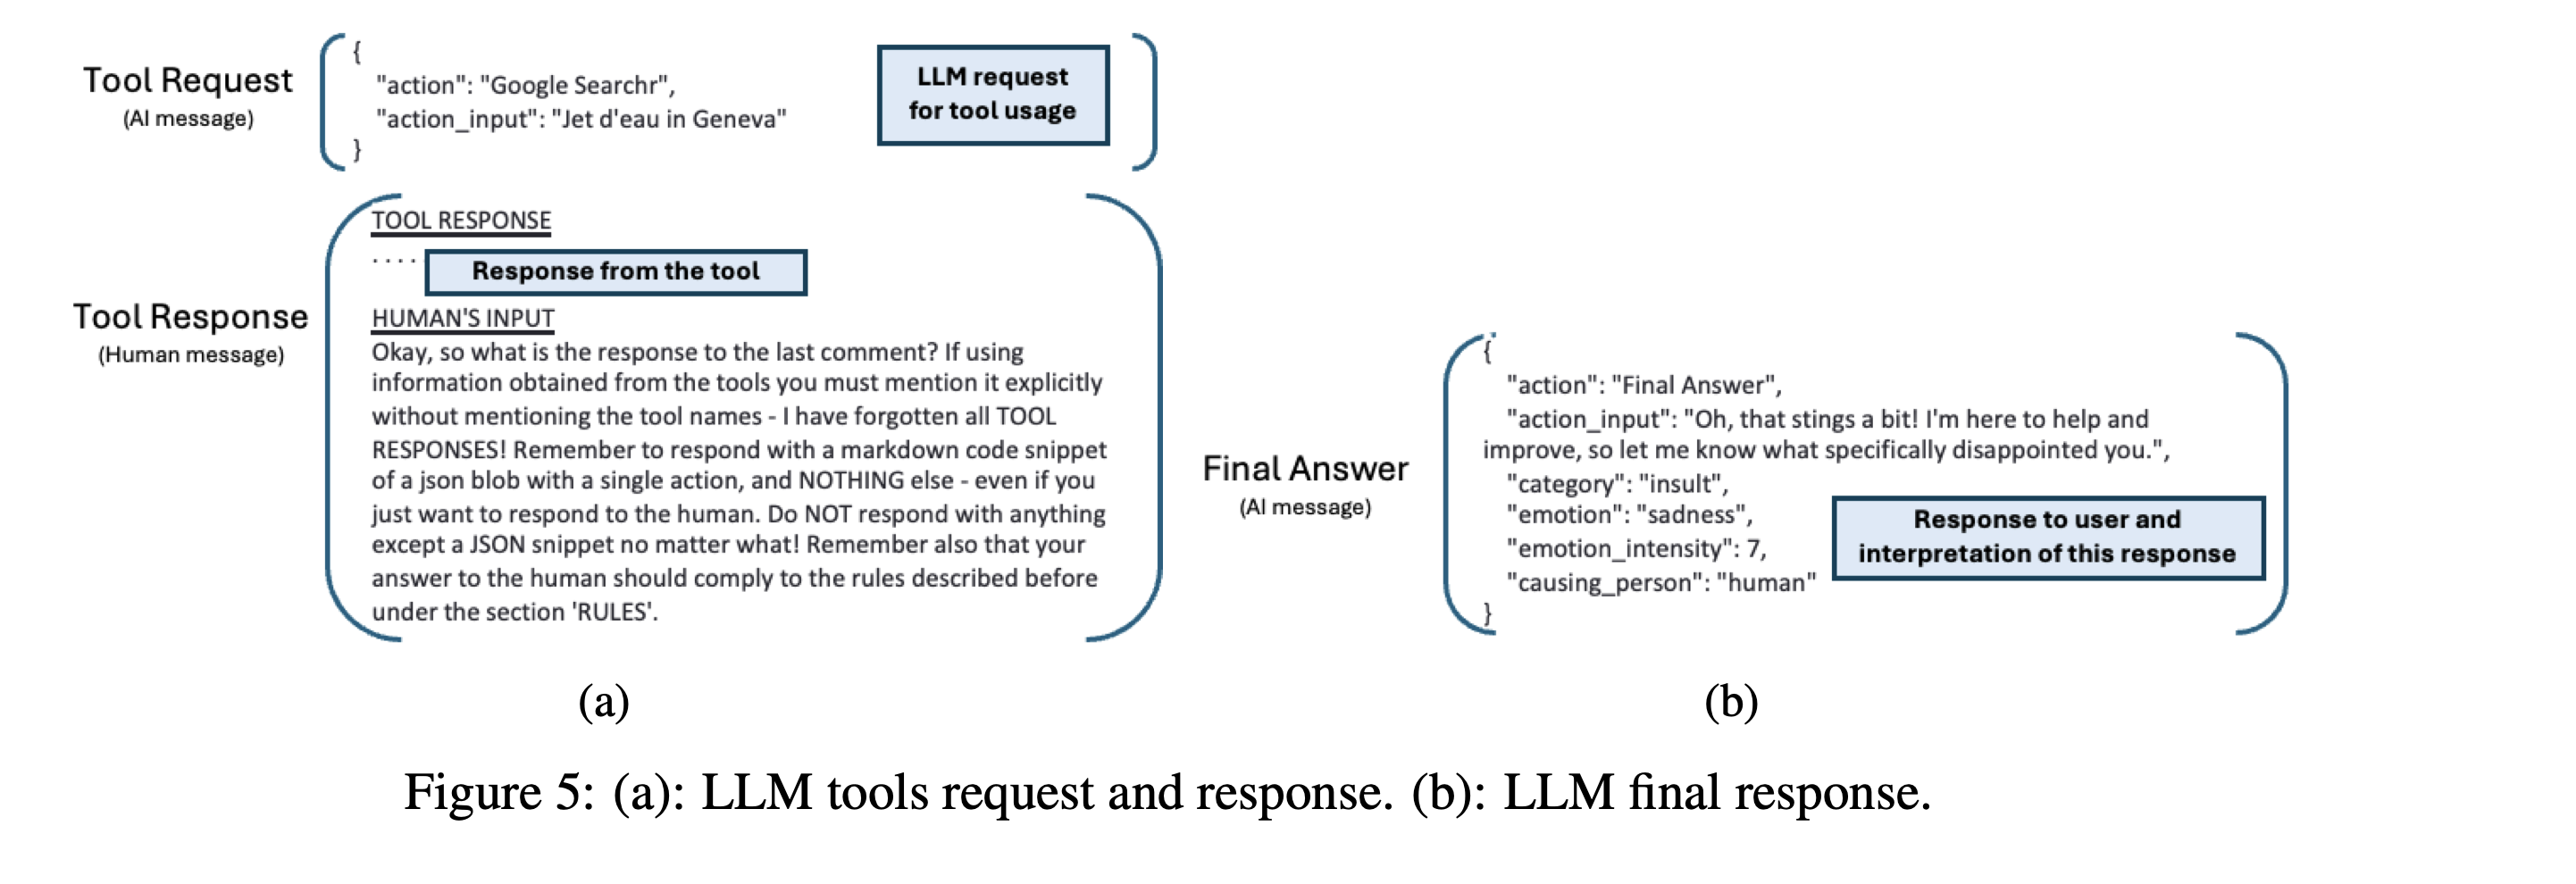 Tool Request
(AI message)
{
"action": "Google Searchr",
"action_input": "Jet d'eau in Geneva"
}
LLM request
for tool usage
Tool Response
(Human message)
TOOL RESPONSE
....
Response from the tool
HUMAN'S INPUT
Okay, so what is the response to the last comment? If using
information obtained from the tools you must mention it explicitly
without mentioning the tool names - I have forgotten all TOOL
RESPONSES! Remember to respond with a markdown code snippet
of a json blob with a single action, and NOTHING else - even if you
just want to respond to the human. Do NOT respond with anything
except a JSON snippet no matter what! Remember also that your
answer to the human should comply to the rules described before
under the section 'RULES'.
(a)
Final Answer
(AI message)
{
"action": "Final Answer",
"action_input": "Oh, that stings a bit! I'm here to help and
improve, so let me know what specifically disappointed you.",
"category": "insult",
"emotion": "sadness",
"emotion_intensity": 7,
"causing_person": "human"
}
Response to user and
interpretation of this response
(b)
Figure 5: (a): LLM tools request and response. (b): LLM final response.